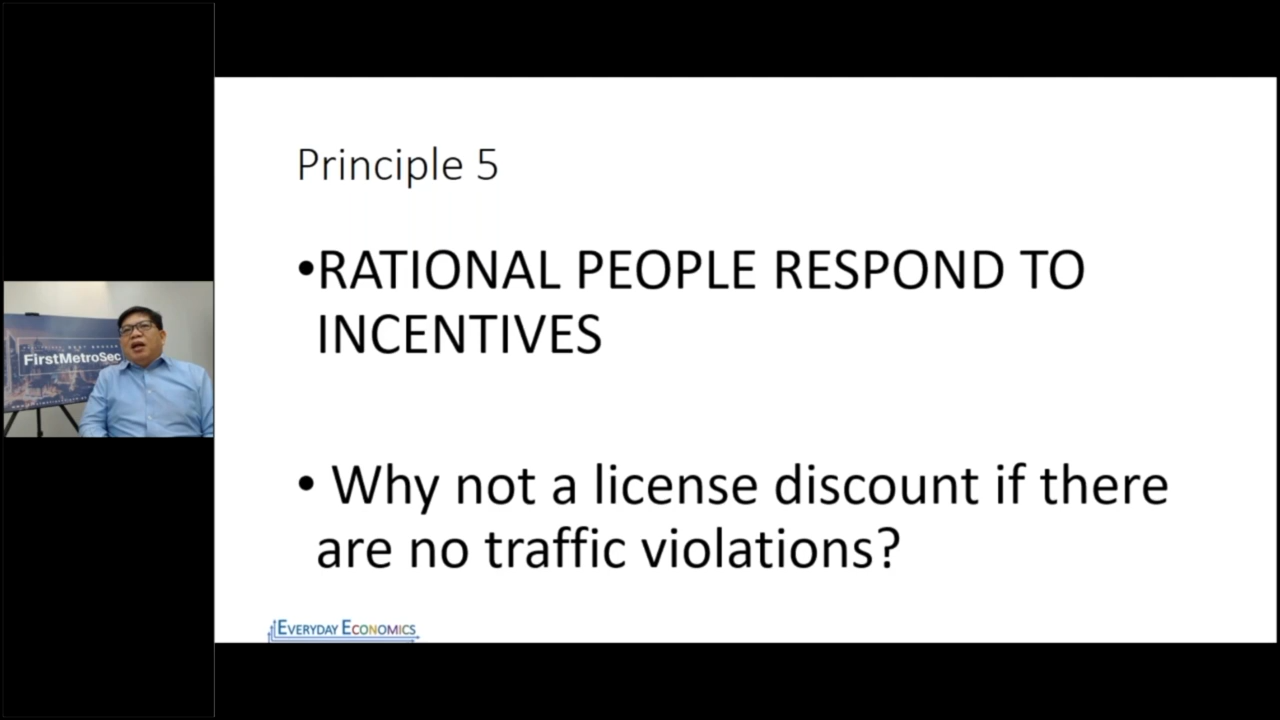 Principle 5
•RATIONAL PEOPLE RESPOND TO
INCENTIVES
• Why not a license discount if there
are no traffic violations?
EVERYDAY ECONOMICS
FirstMetroSec